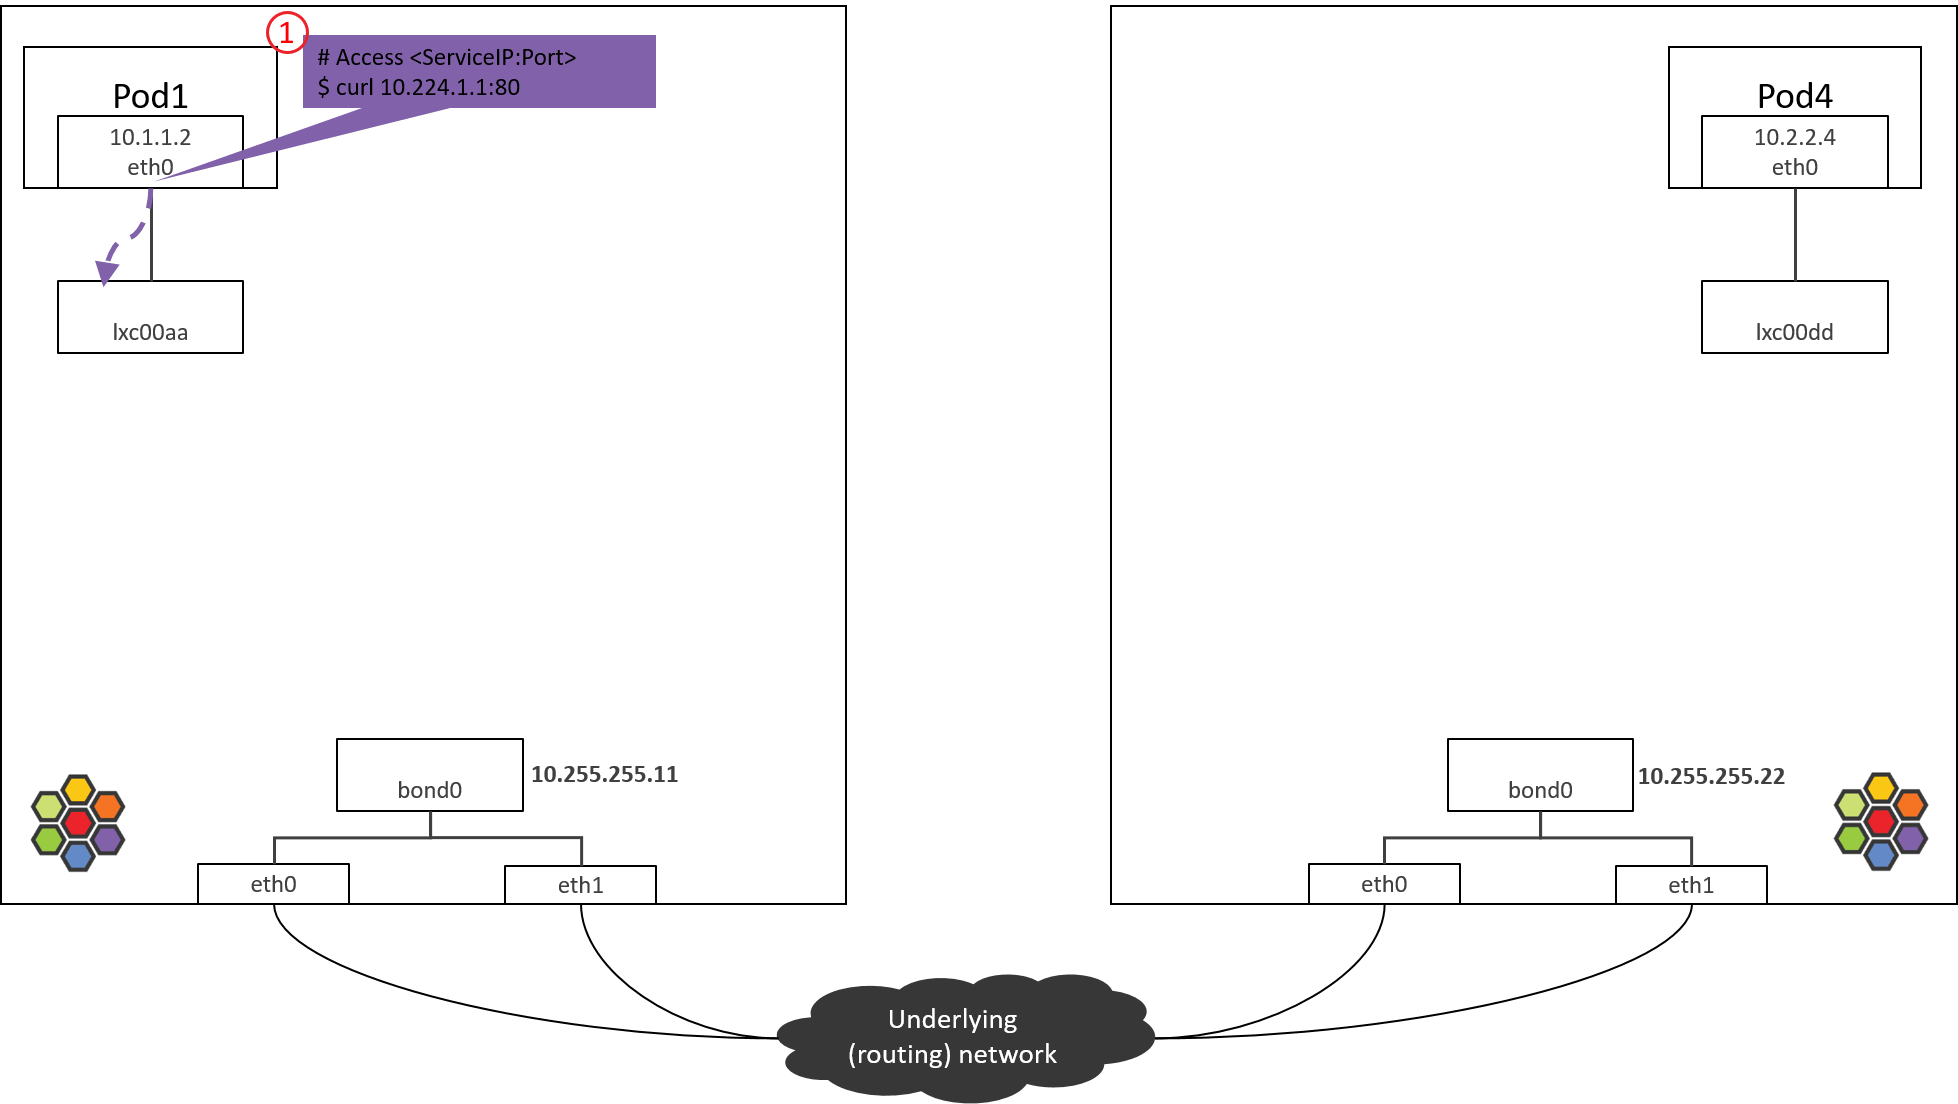 1
# Access <ServiceIP:Port>
$ curl 10.224.1.1:80
Pod1
10.1.1.2
eth0
lxc00aa
bond0
10.255.255.11
eth0
eth1
Pod4
10.2.2.4
eth0
lxc00dd
bond0
10.255.255.22
eth0
eth1
Underlying
(routing) network